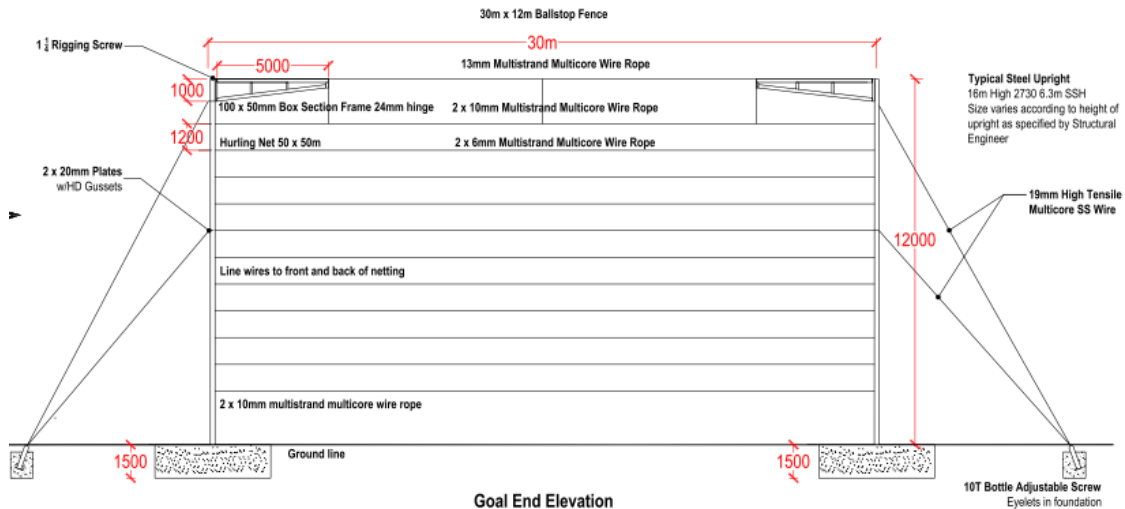 30m x 12m Ballstop Fence
1 1/4 Rigging Screw
30m
5000
13mm Multistrand Multicore Wire Rope
1000
100 x 50mm Box Section Frame 24mm hinge
2 x 10mm Multistrand Multicore Wire Rope
Typical Steel Upright
16m High 2730 6.3m SSH
Size varies according to height of
upright as specified by Structural
Engineer
1200
Hurling Net 50 x 50m
2 x 6mm Multistrand Multicore Wire Rope
2 x 20mm Plates
w/HD Gussets
19mm High Tensile
Multicore SS Wire
12000
Line wires to front and back of netting
2 x 10mm multistrand multicore wire rope
1500
Ground line
1500
10T Bottle Adjustable Screw
Eyelets in foundation
Goal End Elevation